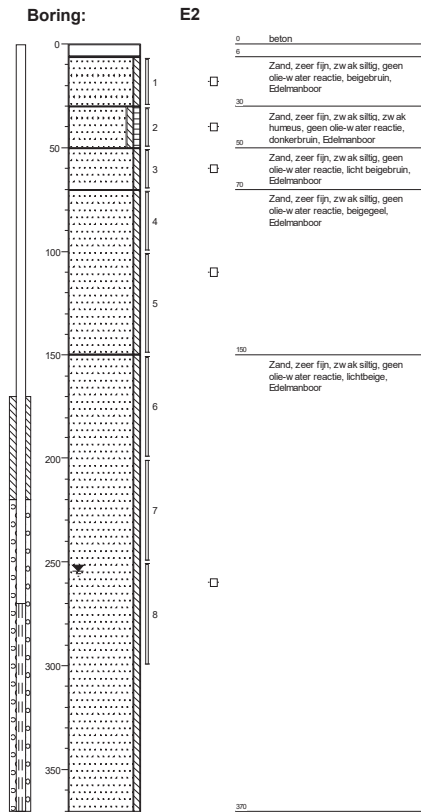 Boring: E2
0
50
100
150
200
250
300
350
1
2
3
4
5
6
7
8
0 beton
6
Zand, zeer fijn, zwak siltig, geen
olie-water reactie, beigebruin,
Edelmanboor
30
Zand, zeer fijn, zwak siltig, zwak
humeus, geen olie-water reactie,
donkerbruin, Edelmanboor
50
Zand, zeer fijn, zwak siltig, geen
olie-water reactie, licht beigebruin,
Edelmanboor
70
Zand, zeer fijn, zwak siltig, geen
olie-water reactie, beigegeel,
Edelmanboor
150
Zand, zeer fijn, zwak siltig, geen
olie-water reactie, lichtbeige,
Edelmanboor
370